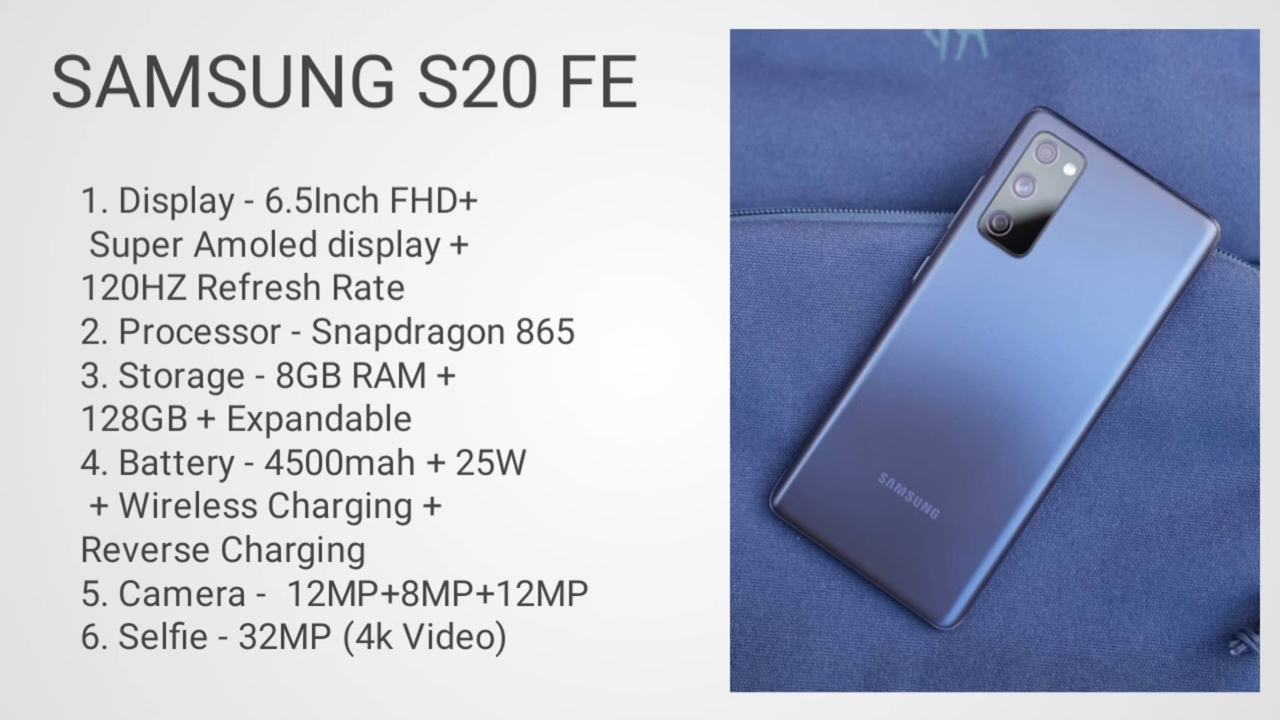 SAMSUNG S20 FE
1. Display - 6.5Inch FHD+
Super Amoled display +
120HZ Refresh Rate
2. Processor - Snapdragon 865
3. Storage - 8GB RAM +
128GB + Expandable
4. Battery - 4500mah + 25W
+ Wireless Charging +
Reverse Charging
5. Camera -  12MP+8MP+12MP
6. Selfie - 32MP (4k Video)
SAMSUNG